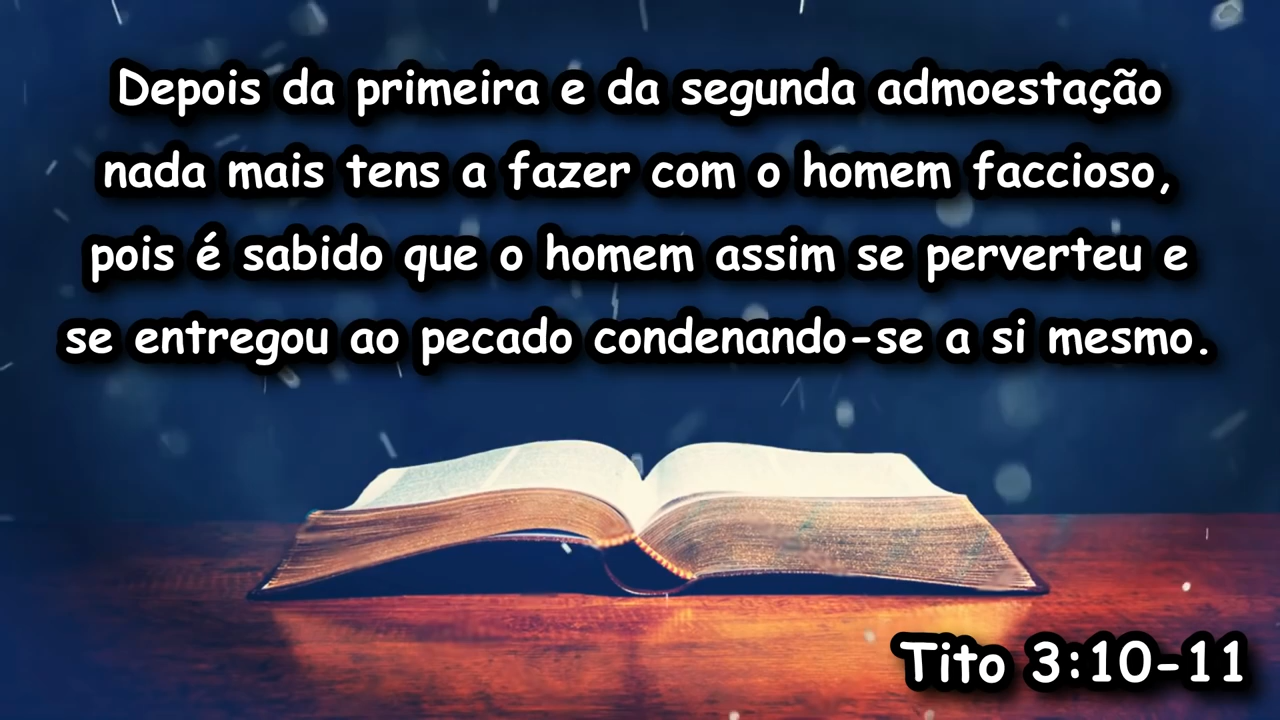 Depois da primeira e da segunda admoestação
nada mais tens a fazer com o homem faccioso,
pois é sabido que o homem assim se perverteu e
se entregou ao pecado condenando-se a si mesmo.
Tito 3:10-11